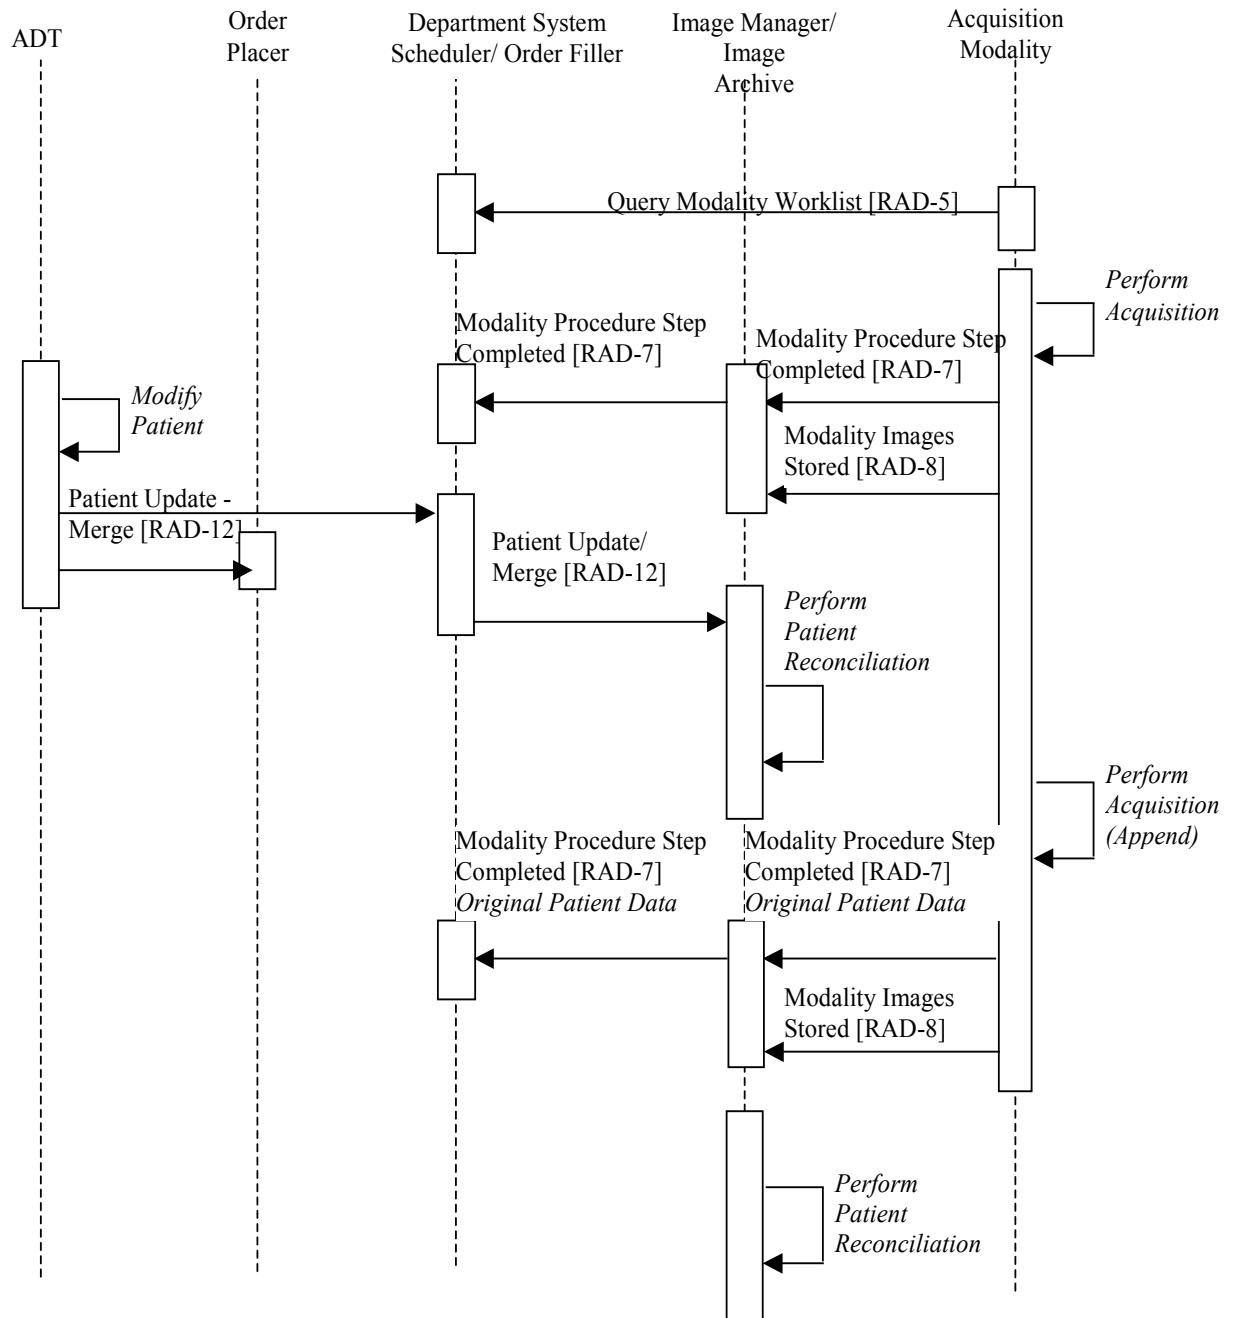 ADT
Order
Placer
Department System
Scheduler/ Order Filler
Image Manager/
Image
Archive
Acquisition
Modality
Query Modality Worklist [RAD-5]
Perform
Acquisition
Modality Procedure Step
Completed [RAD-7]
Modality Procedure Step
Completed [RAD-7]
Modify
Patient
Modality Images
Stored [RAD-8]
Patient Update -
Merge [RAD-12]
Patient Update/
Merge [RAD-12]
Perform
Patient
Reconciliation
Perform
Acquisition
(Append)
Modality Procedure Step
Completed [RAD-7]
Original Patient Data
Modality Procedure Step
Completed [RAD-7]
Original Patient Data
Modality Images
Stored [RAD-8]
Perform
Patient
Reconciliation